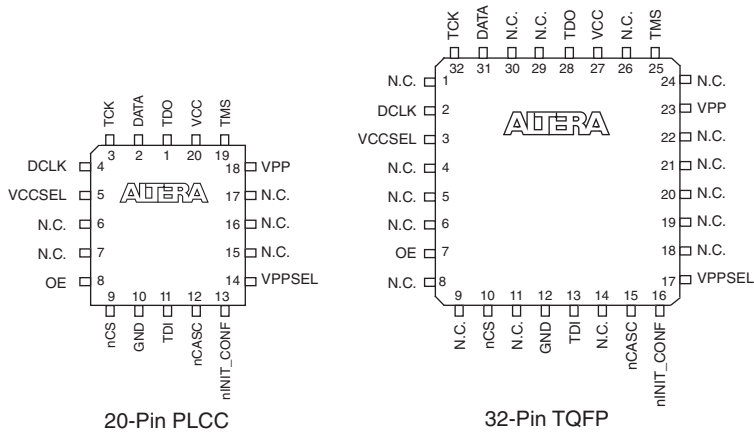 TCK DATA TDO VCC TMS
3 2 1 20 19
DCLK 4
VCCSEL 5
N.C. 6
N.C. 7
OE 8
ALTERA
18 VPP
17 N.C.
16 N.C.
15 N.C.
14 VPPSEL
9 10 11 12 13
nCS GND TDI nCASC nINIT_CONF
20-Pin PLCC
TCK DATA N.C. N.C. TDO VCC N.C. TMS
32 31 30 29 28 27 26 25
N.C. 1
DCLK 2
VCCSEL 3
N.C. 4
N.C. 5
N.C. 6
OE 7
N.C. 8
ALTERA
24 N.C.
23 VPP
22 N.C.
21 N.C.
20 N.C.
19 N.C.
18 N.C.
17 VPPSEL
9 10 11 12 13 14 15 16
N.C. nCS N.C. GND TDI N.C. nCASC nINIT_CONF
32-Pin TQFP